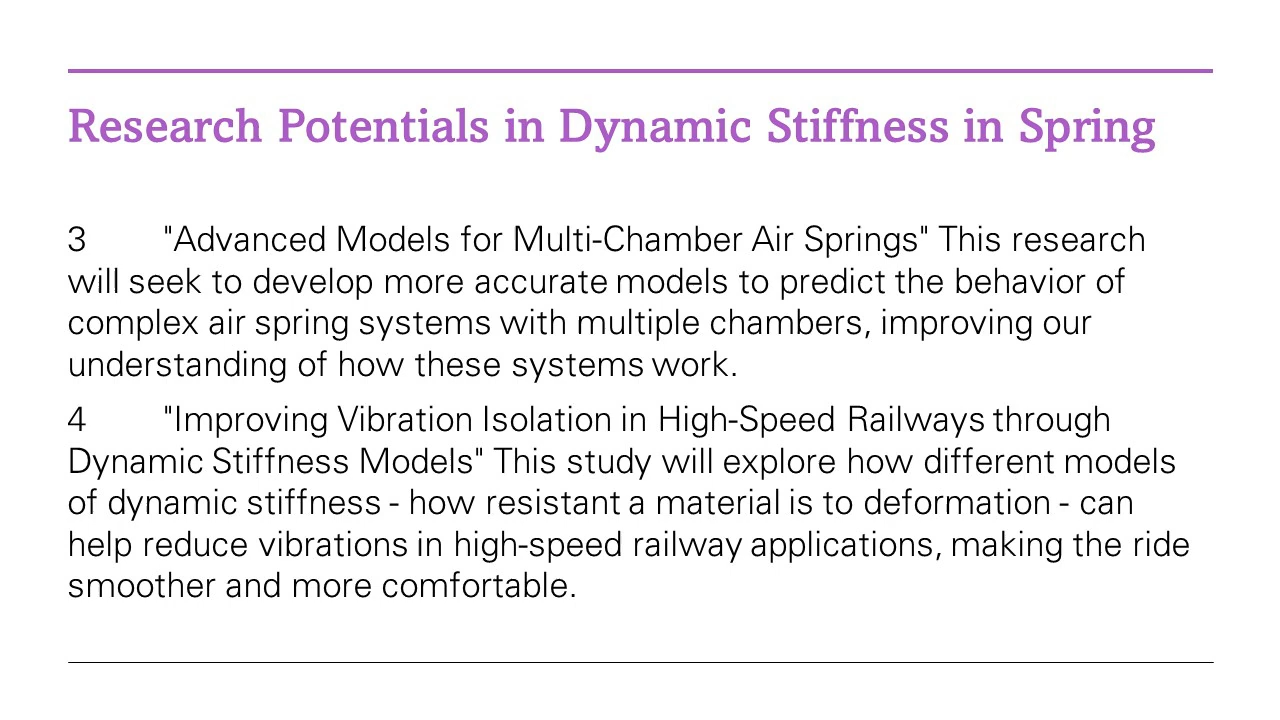 Research Potentials in Dynamic Stiffness in Spring
3 "Advanced Models for Multi-Chamber Air Springs" This research
will seek to develop more accurate models to predict the behavior of
complex air spring systems with multiple chambers, improving our
understanding of how these systems work.
4 "Improving Vibration Isolation in High-Speed Railways through
Dynamic Stiffness Models" This study will explore how different models
of dynamic stiffness - how resistant a material is to deformation - can
help reduce vibrations in high-speed railway applications, making the ride
smoother and more comfortable.